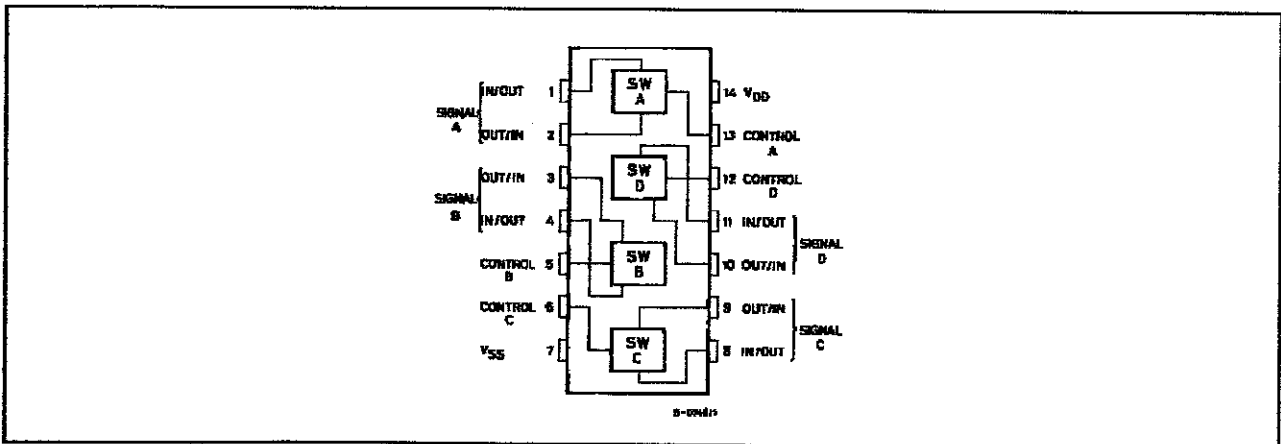 IN/OUT 1
SIGNAL A
OUT/IN 2
OUT/IN 3
SIGNAL B
IN/OUT 4
CONTROL B 5
CONTROL C 6
VSS 7
SW A
SW D
SW B
SW C
14 VDD
13 CONTROL A
12 CONTROL D
11 IN/OUT
SIGNAL D
10 OUT/IN
9 OUT/IN
SIGNAL C
8 IN/OUT